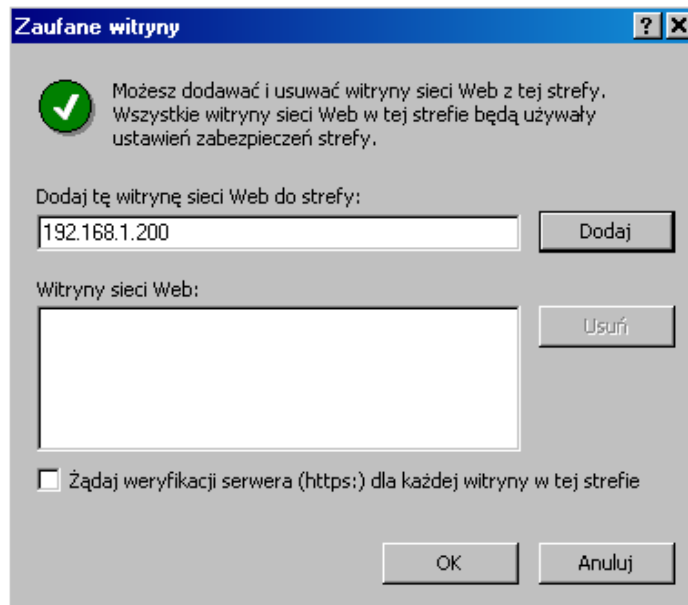 Zaufane witryny
Możesz dodawać i usuwać witryny sieci Web z tej strefy.
Wszystkie witryny sieci Web w tej strefie będą używały
ustawień zabezpieczeń strefy.
Dodaj tę witrynę sieci Web do strefy:
192.168.1.200
Dodaj
Witryny sieci Web:
Usuń
Żądaj weryfikacji serwera (https:) dla każdej witryny w tej strefie
OK
Anuluj